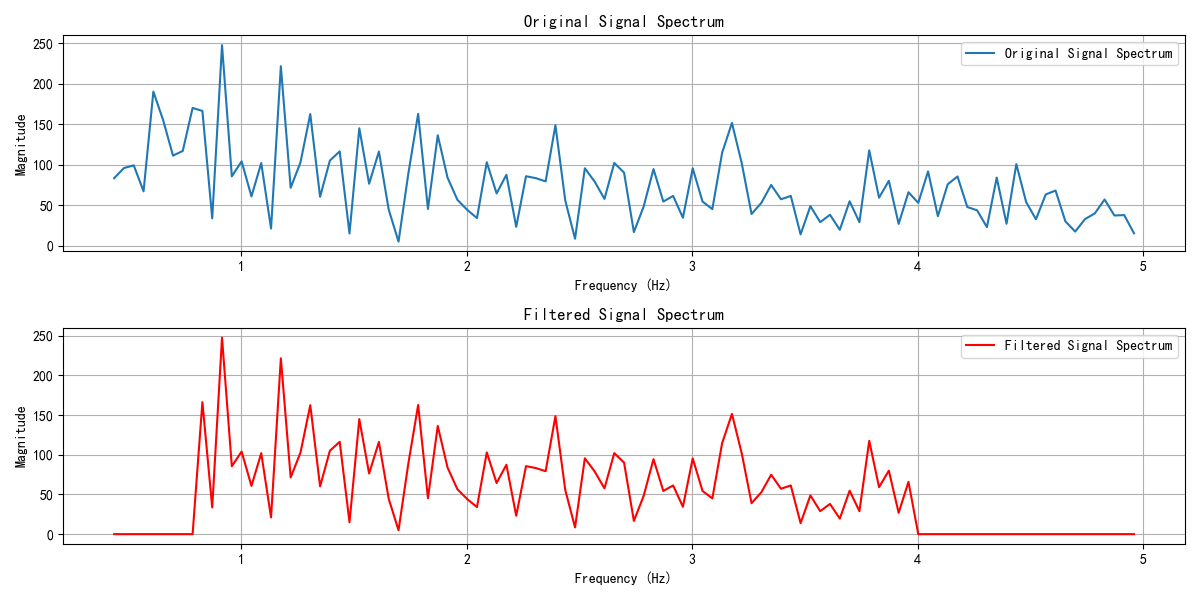 Original Signal Spectrum
250
200
150
100
50
0
Magnitude
Original Signal Spectrum
1 2 3 4 5
Frequency (Hz)
Filtered Signal Spectrum
250
200
150
100
50
0
Magnitude
Filtered Signal Spectrum
1 2 3 4 5
Frequency (Hz)